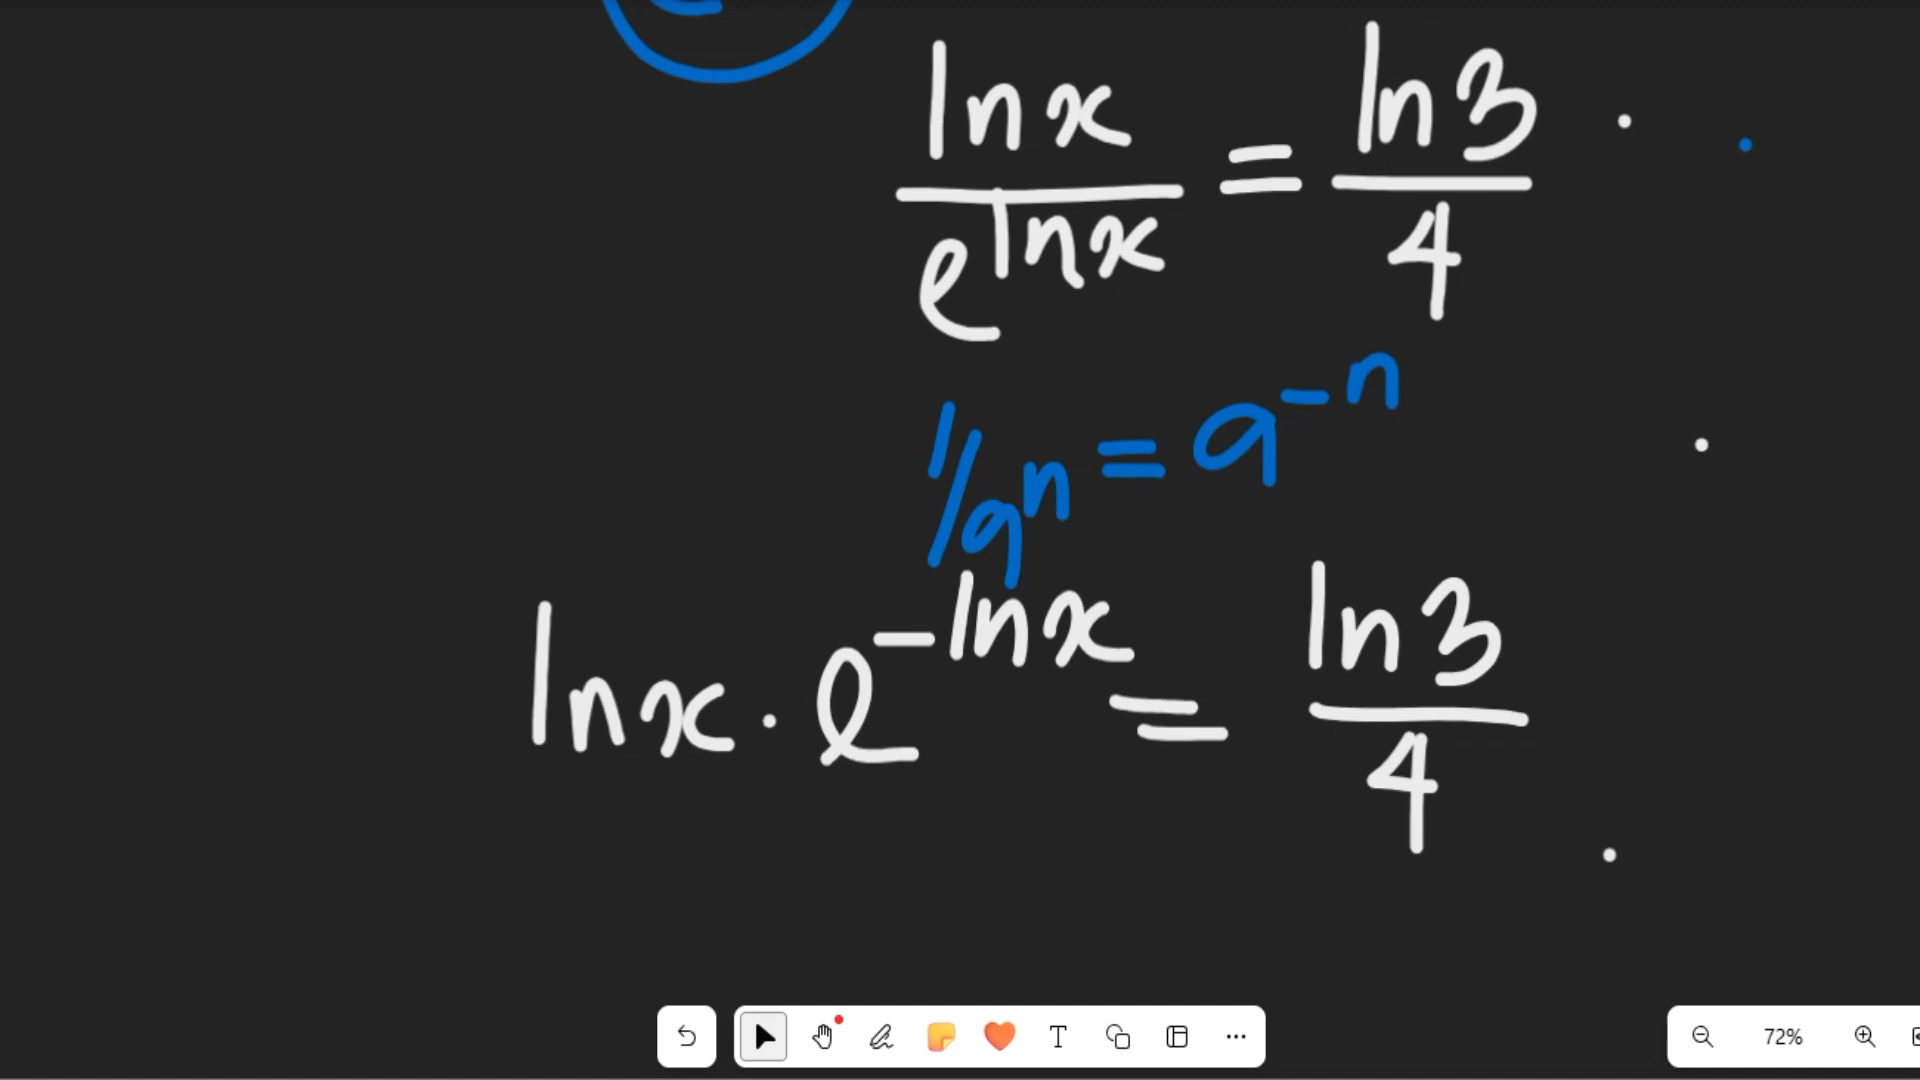 ln x / e^ln x = ln 3 / 4
1/a^n = a^-n
ln x · e^-ln x = ln 3 / 4
T
72%